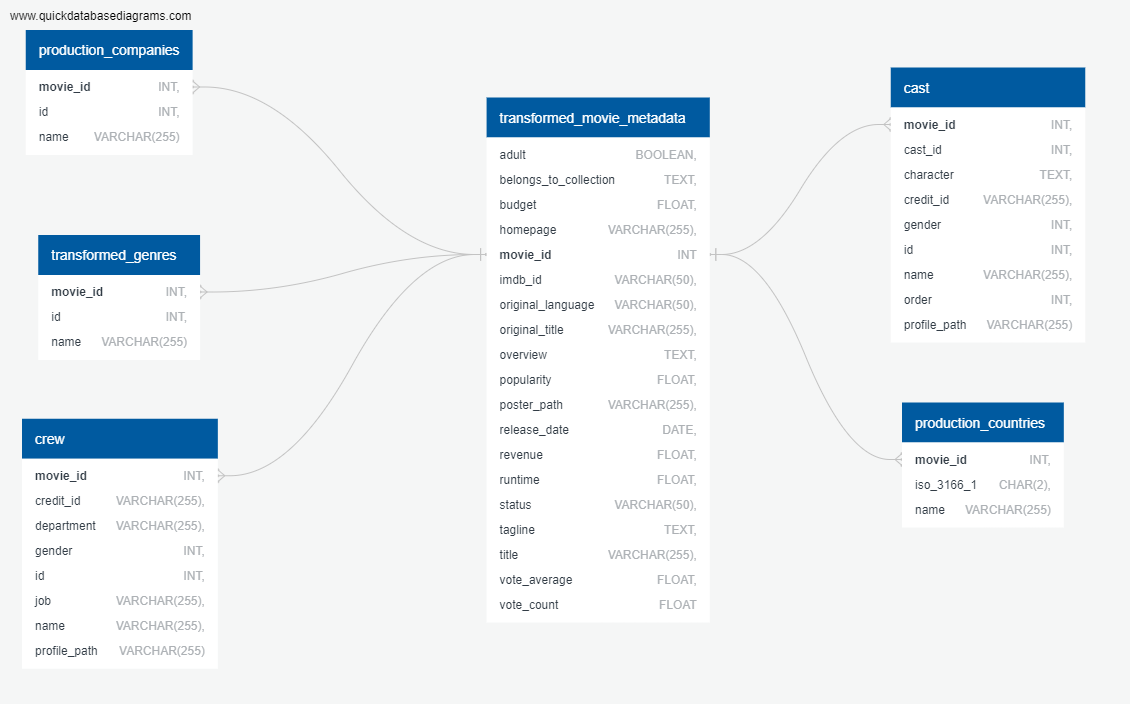 www.quickdatabasediagrams.com
production_companies
movie_id INT,
id INT,
name VARCHAR(255)
transformed_genres
movie_id INT,
id INT,
name VARCHAR(255)
crew
movie_id INT,
credit_id VARCHAR(255),
department VARCHAR(255),
gender INT,
id INT,
job VARCHAR(255),
name VARCHAR(255),
profile_path VARCHAR(255)
transformed_movie_metadata
adult BOOLEAN,
belongs_to_collection TEXT,
budget FLOAT,
homepage VARCHAR(255),
movie_id INT
imdb_id VARCHAR(50),
original_language VARCHAR(50),
original_title VARCHAR(255),
overview TEXT,
popularity FLOAT,
poster_path VARCHAR(255),
release_date DATE,
revenue FLOAT,
runtime FLOAT,
status VARCHAR(50),
tagline TEXT,
title VARCHAR(255),
vote_average FLOAT,
vote_count FLOAT
cast
movie_id INT,
cast_id INT,
character TEXT,
credit_id VARCHAR(255),
gender INT,
id INT,
name VARCHAR(255),
order INT,
profile_path VARCHAR(255)
production_countries
movie_id INT,
iso_3166_1 CHAR(2),
name VARCHAR(255)